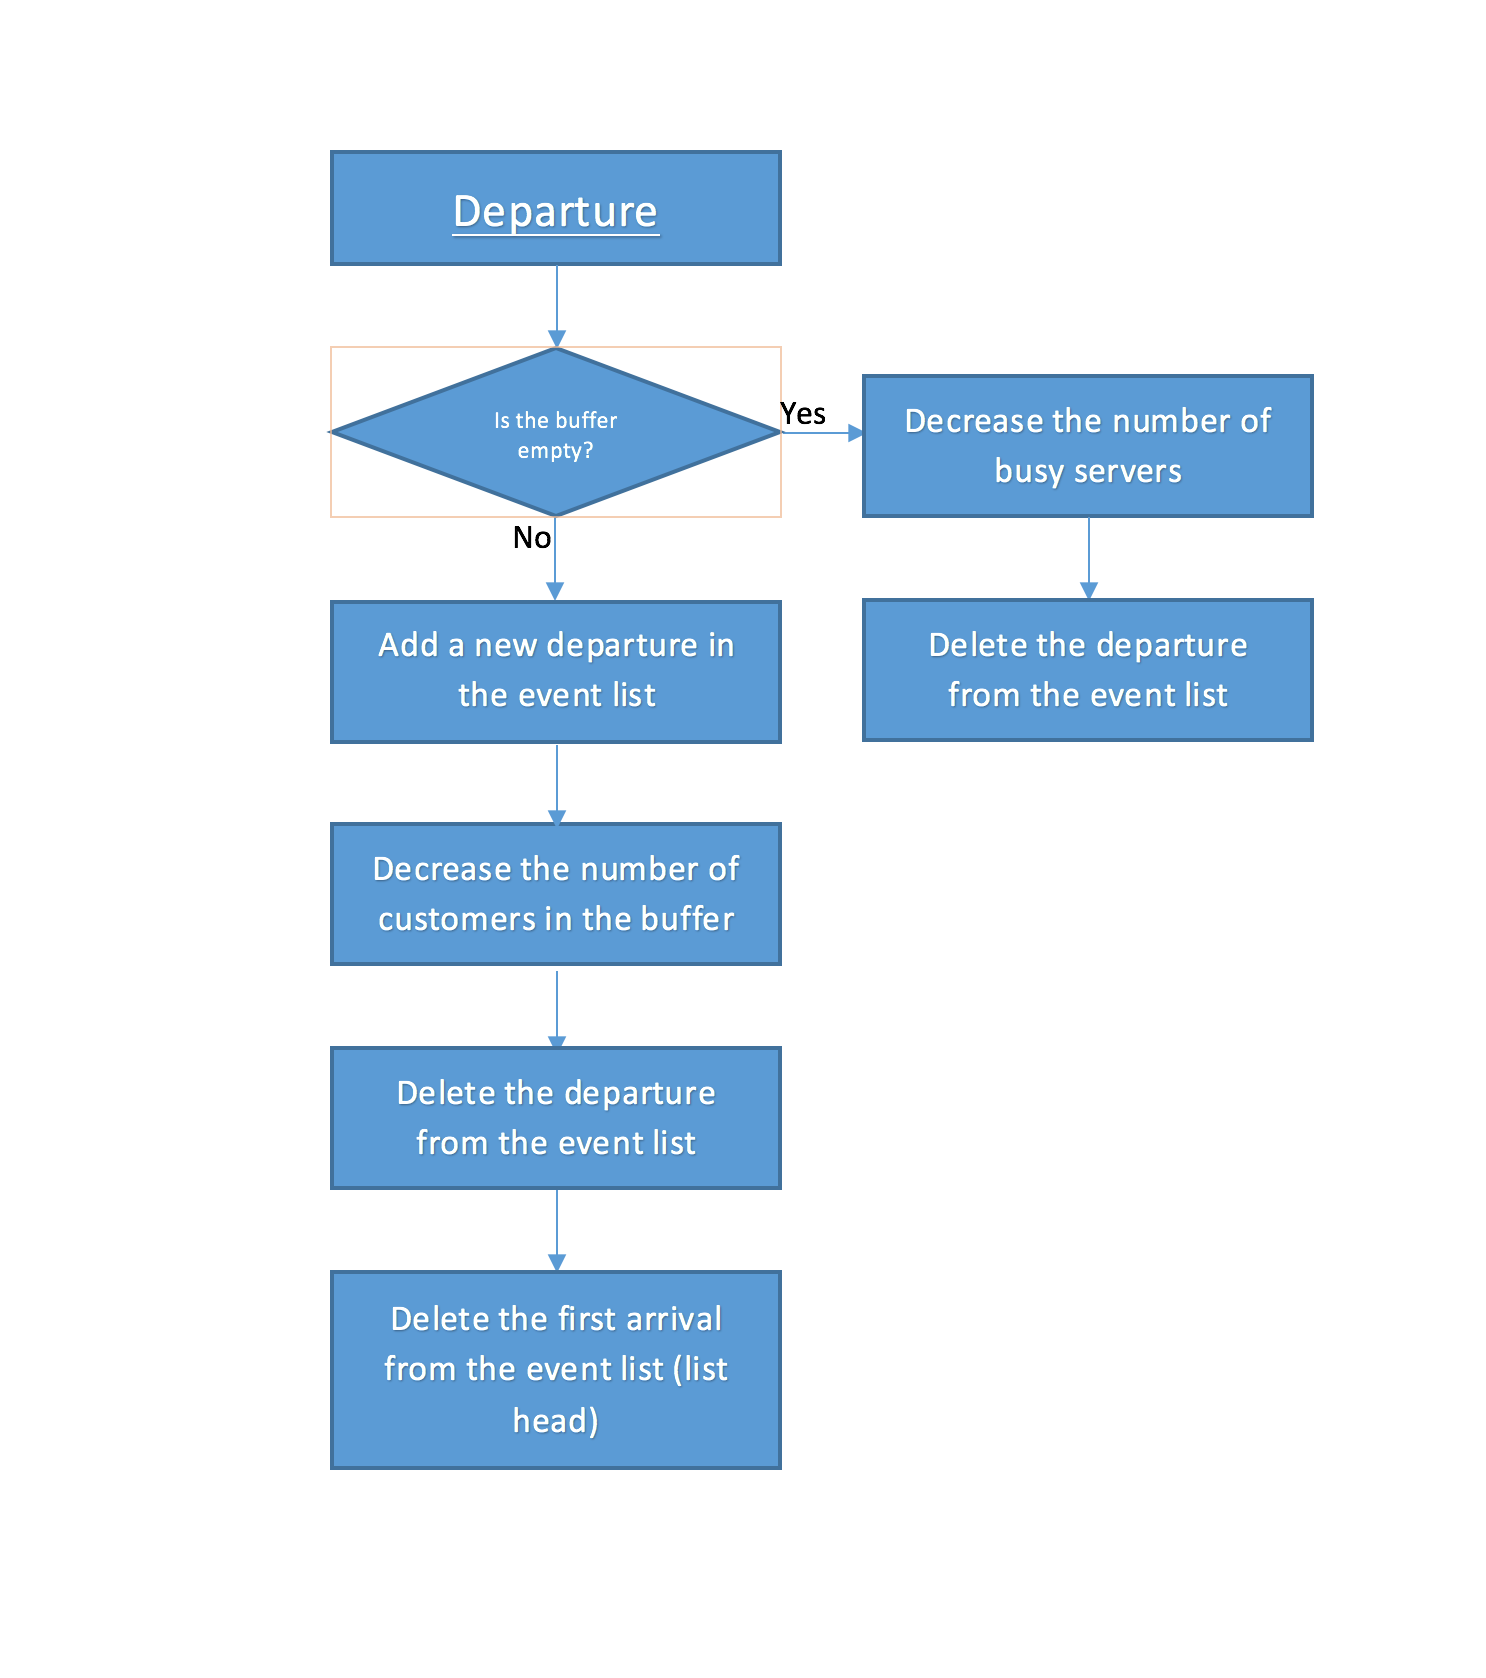 Departure
Is the buffer
empty?
Yes
Decrease the number of
busy servers
No
Add a new departure in
the event list
Delete the departure
from the event list
Decrease the number of
customers in the buffer
Delete the departure
from the event list
Delete the first arrival
from the event list (list
head)